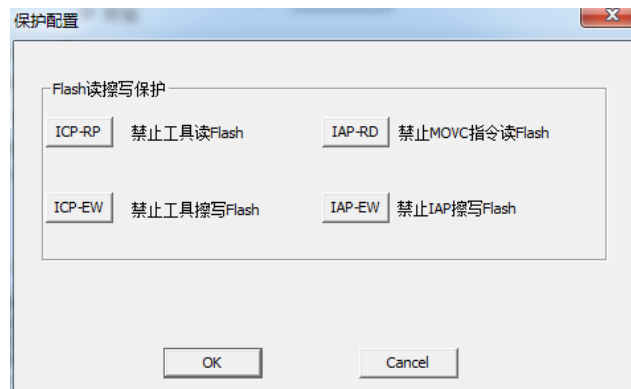 保护配置
Flash读擦写保护
ICP-RP 禁止工具读Flash IAP-RD 禁止MOVC指令读Flash
ICP-EW 禁止工具擦写Flash IAP-EW 禁止IAP擦写Flash
OK Cancel